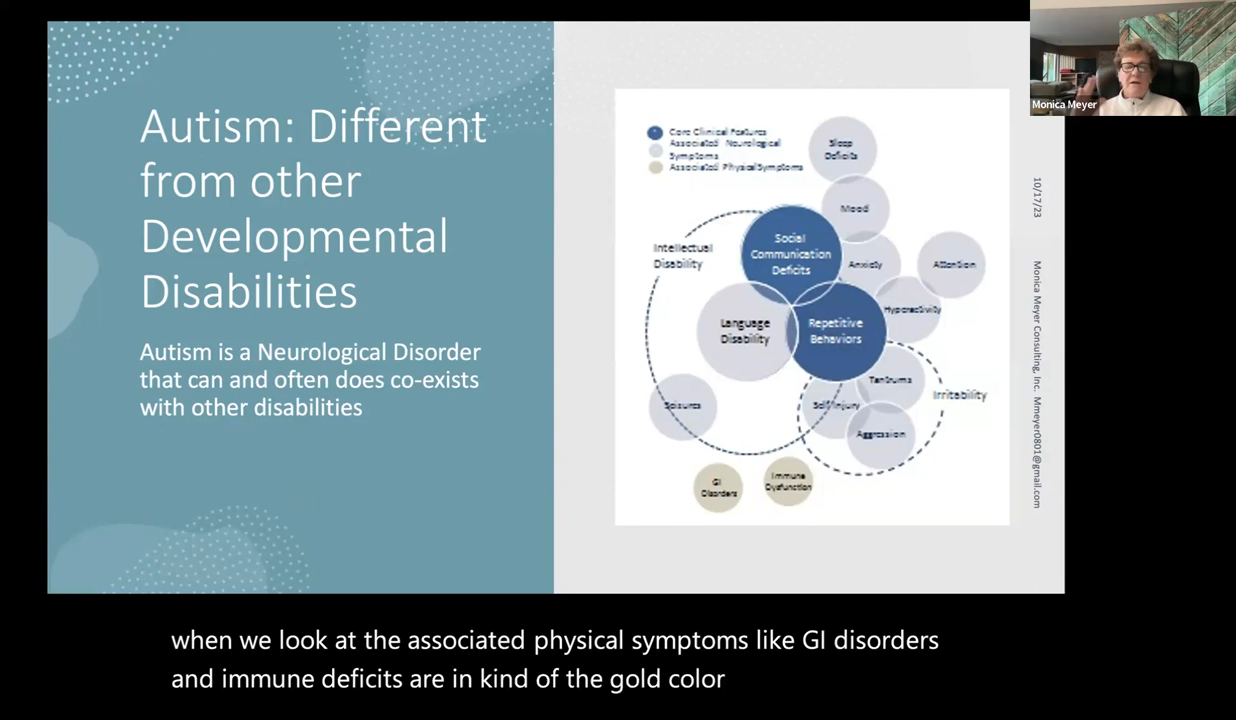 Autism: Different
from other
Developmental
Disabilities
Autism is a Neurological Disorder
that can and often does co-exists
with other disabilities
Core Clinical Features
Associated Neurological
Symptoms
Associated Physical Symptoms
Sleep
Deficits
Mood
Social
Communication
Deficits
Intellectual
Disability
Anxiety
Attention
Hyperactivity
Language
Disability
Repetitive
Behaviors
Tantrums
Irritability
Seizures
Self Injury
Aggression
GI
Disorders
Immune
Dysfunction
10/17/23
Monica Meyer Consulting, Inc. Mmeyer0801@gmail.com
Monica Meyer
when we look at the associated physical symptoms like GI disorders
and immune deficits are in kind of the gold color